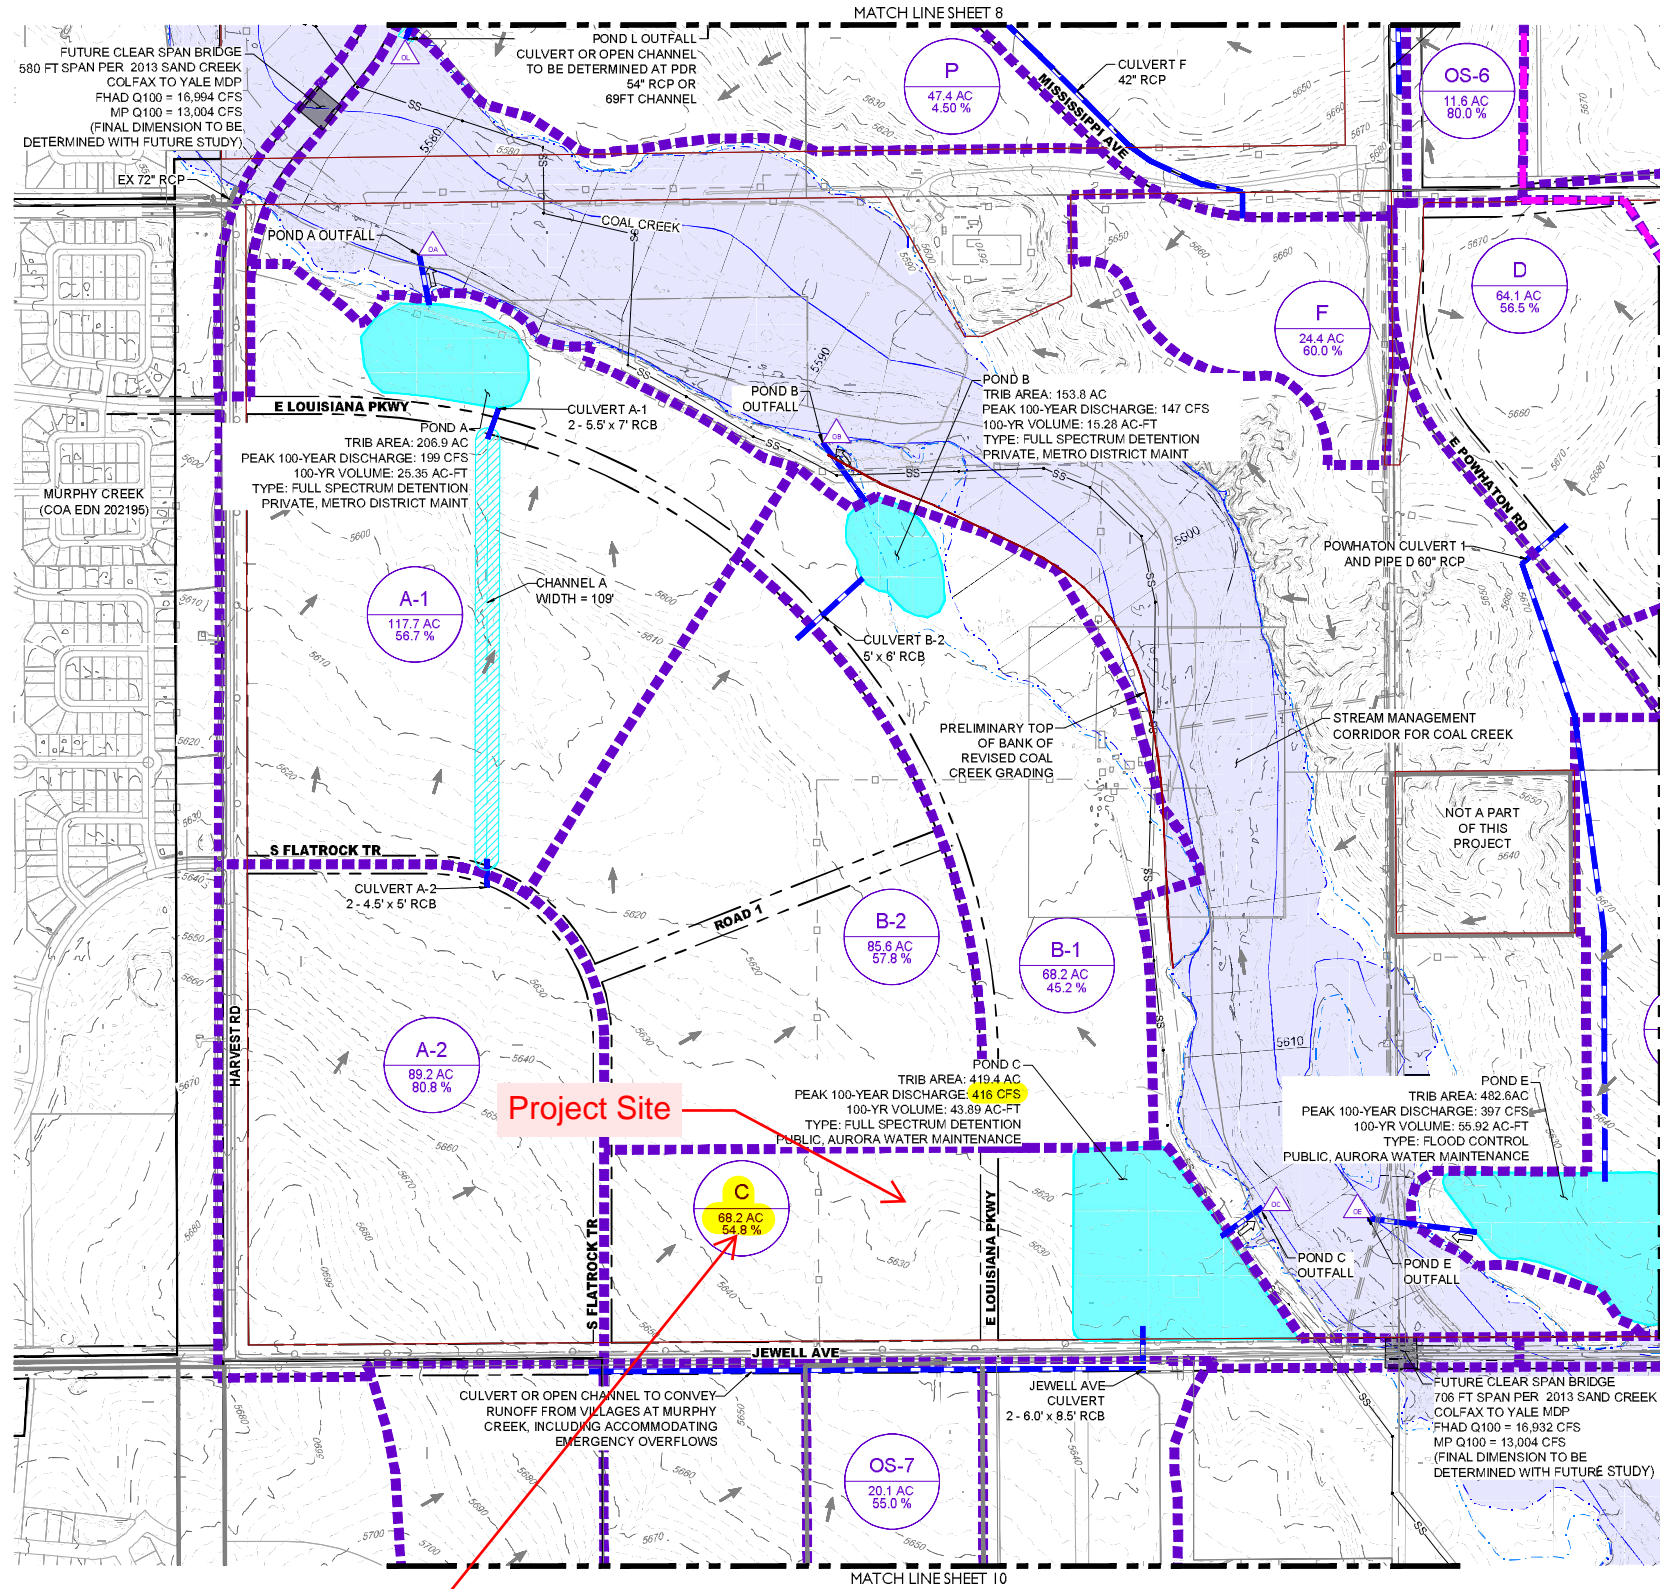 MATCH LINE SHEET 8
FUTURE CLEAR SPAN BRIDGE
580 FT SPAN PER 2013 SAND CREEK
COLFAX TO YALE MDP
FHAD Q100 = 16,994 CFS
MP Q100 = 13,004 CFS
(FINAL DIMENSION TO BE
DETERMINED WITH FUTURE STUDY)
EX 72" RCP
POND L OUTFALL
CULVERT OR OPEN CHANNEL
TO BE DETERMINED AT PDR
54" RCP OR
69FT CHANNEL
OL
P
47.4 AC
4.50 %
CULVERT F
42" RCP
MISSISSIPPI AVE
OS-6
11.6 AC
80.0 %
COAL CREEK
5580
5590
5600
5610
POND A OUTFALL
OA
D
64.1 AC
56.5 %
F
24.4 AC
60.0 %
E LOUISIANA PKWY
CULVERT A-1
2 - 5.5' x 7' RCB
POND A
TRIB AREA: 206.9 AC
PEAK 100-YEAR DISCHARGE: 199 CFS
100-YR VOLUME: 25.35 AC-FT
TYPE: FULL SPECTRUM DETENTION
PRIVATE, METRO DISTRICT MAINT
MURPHY CREEK
(COA EDN 202195)
POND B
OUTFALL
OB
POND B
TRIB AREA: 153.8 AC
PEAK 100-YEAR DISCHARGE: 147 CFS
100-YR VOLUME: 15.28 AC-FT
TYPE: FULL SPECTRUM DETENTION
PRIVATE, METRO DISTRICT MAINT
E POWHATON RD
POWHATON CULVERT 1
AND PIPE D 60" RCP
A-1
117.7 AC
56.7 %
CHANNEL A
WIDTH = 109'
CULVERT B-2
5' x 6' RCB
PRELIMINARY TOP
OF BANK OF
REVISED COAL
CREEK GRADING
STREAM MANAGEMENT
CORRIDOR FOR COAL CREEK
NOT A PART
OF THIS
PROJECT
S FLATROCK TR
CULVERT A-2
2 - 4.5' x 5' RCB
ROAD 1
B-2
85.6 AC
57.8 %
B-1
68.2 AC
45.2 %
HARVEST RD
A-2
89.2 AC
80.8 %
Project Site
POND C
TRIB AREA: 419.4 AC
PEAK 100-YEAR DISCHARGE: 416 CFS
100-YR VOLUME: 43.89 AC-FT
TYPE: FULL SPECTRUM DETENTION
PUBLIC, AURORA WATER MAINTENANCE
POND E
TRIB AREA: 482.6AC
PEAK 100-YEAR DISCHARGE: 397 CFS
100-YR VOLUME: 55.92 AC-FT
TYPE: FLOOD CONTROL
PUBLIC, AURORA WATER MAINTENANCE
C
68.2 AC
54.8 %
S FLATROCK TR
E LOUISIANA PKWY
OC
OE
POND C
OUTFALL
POND E
OUTFALL
JEWELL AVE
CULVERT OR OPEN CHANNEL TO CONVEY
RUNOFF FROM VILLAGES AT MURPHY
CREEK, INCLUDING ACCOMMODATING
EMERGENCY OVERFLOWS
JEWELL AVE
CULVERT
2 - 6.0' x 8.5' RCB
FUTURE CLEAR SPAN BRIDGE
706 FT SPAN PER 2013 SAND CREEK
COLFAX TO YALE MDP
FHAD Q100 = 16,932 CFS
MP Q100 = 13,004 CFS
(FINAL DIMENSION TO BE
DETERMINED WITH FUTURE STUDY)
OS-7
20.1 AC
55.0 %
MATCH LINE SHEET 10